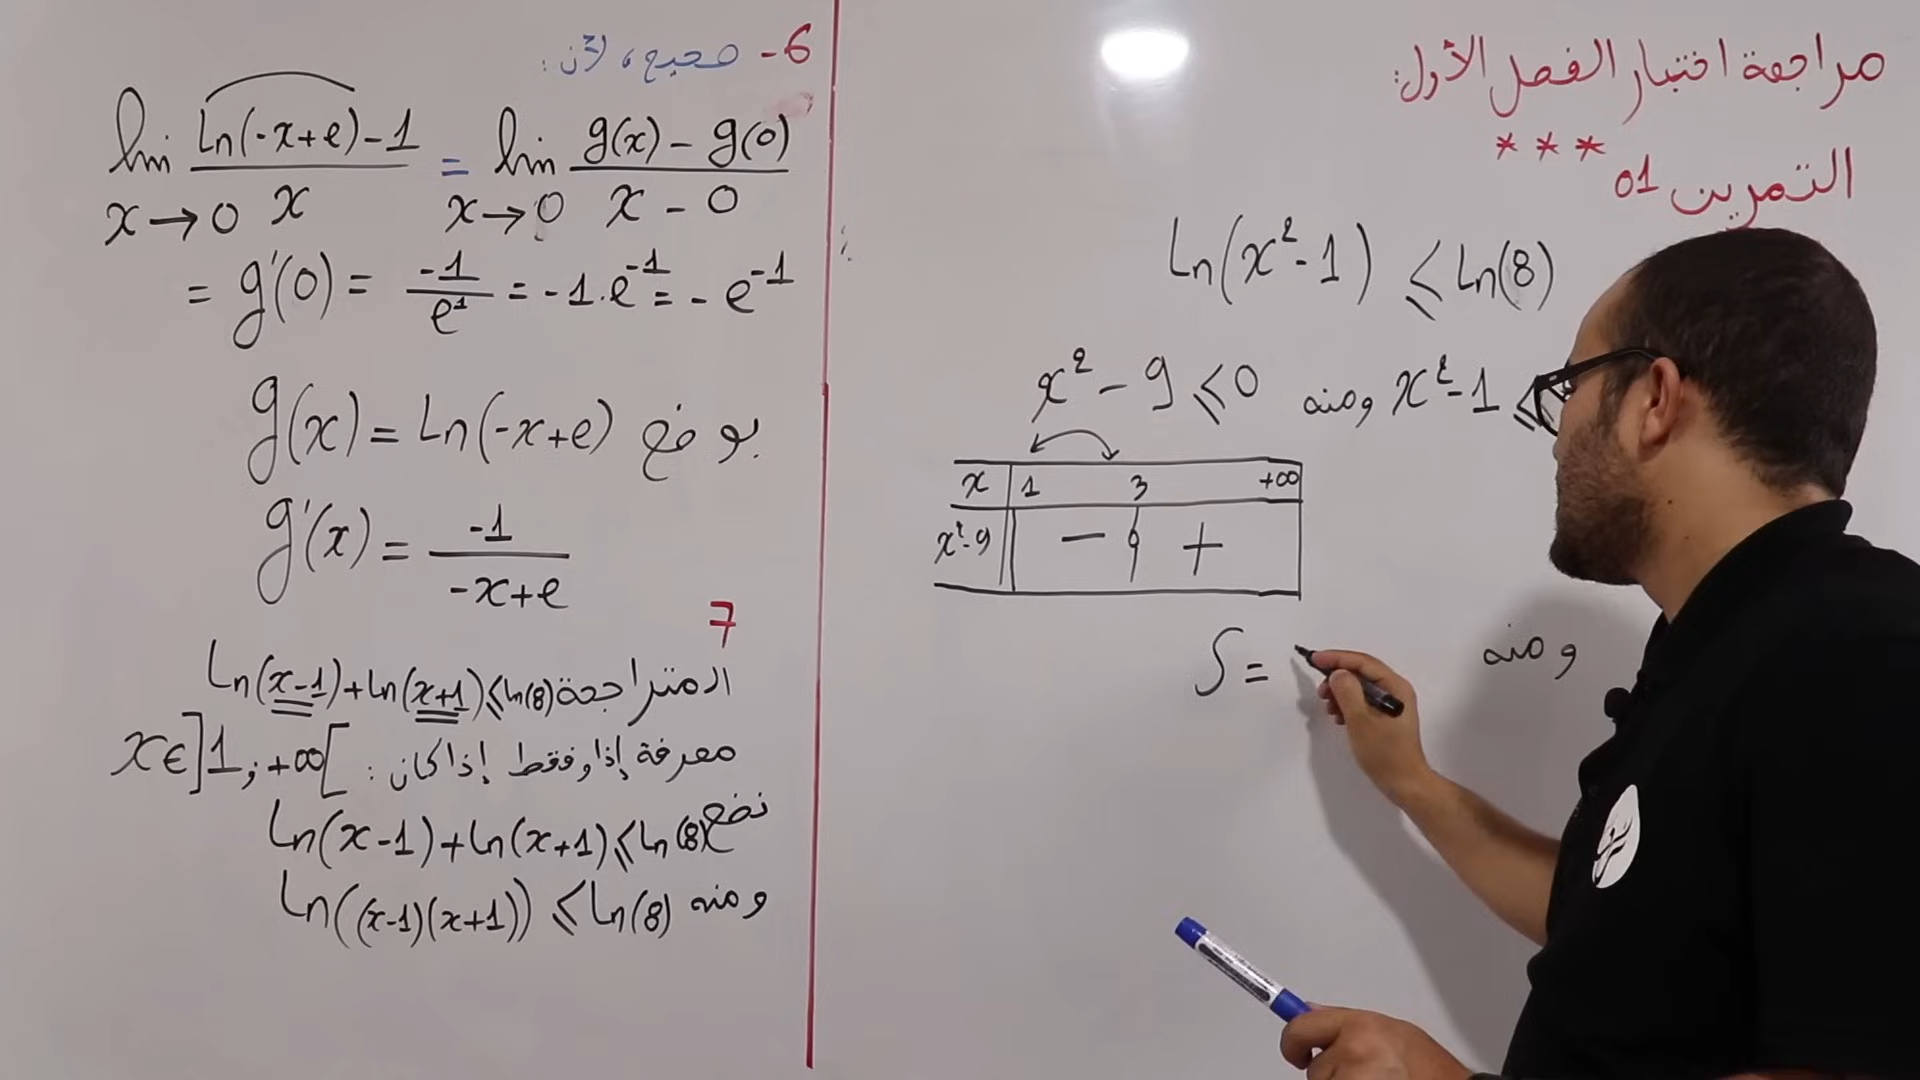 مراجعة اختبار الفصل الأول:
***
التمرين 01
ln(x²-1) ≤ ln(8)
x²-1 ≤ ومنه x²-9 ≤ 0
x | 1 3 +∞
x²-9 | - 0 +
ومنه S =
6- صحيح، لأن:
lim x→0 (ln(-x+e)-1)/x = lim x→0 (g(x)-g(0))/(x-0)
= g'(0) = -1/e¹ = -1.e⁻¹ = -e⁻¹
بوضع g(x) = ln(-x+e)
g'(x) = -1/(-x+e)
7
المتراجحة ln(x-1)+ln(x+1) ≤ ln(8)
معرفة إذا وفقط إذا كان: x∈]1; +∞[
نضع ln(x-1)+ln(x+1) ≤ ln(8)
ومنه ln((x-1)(x+1)) ≤ ln(8)